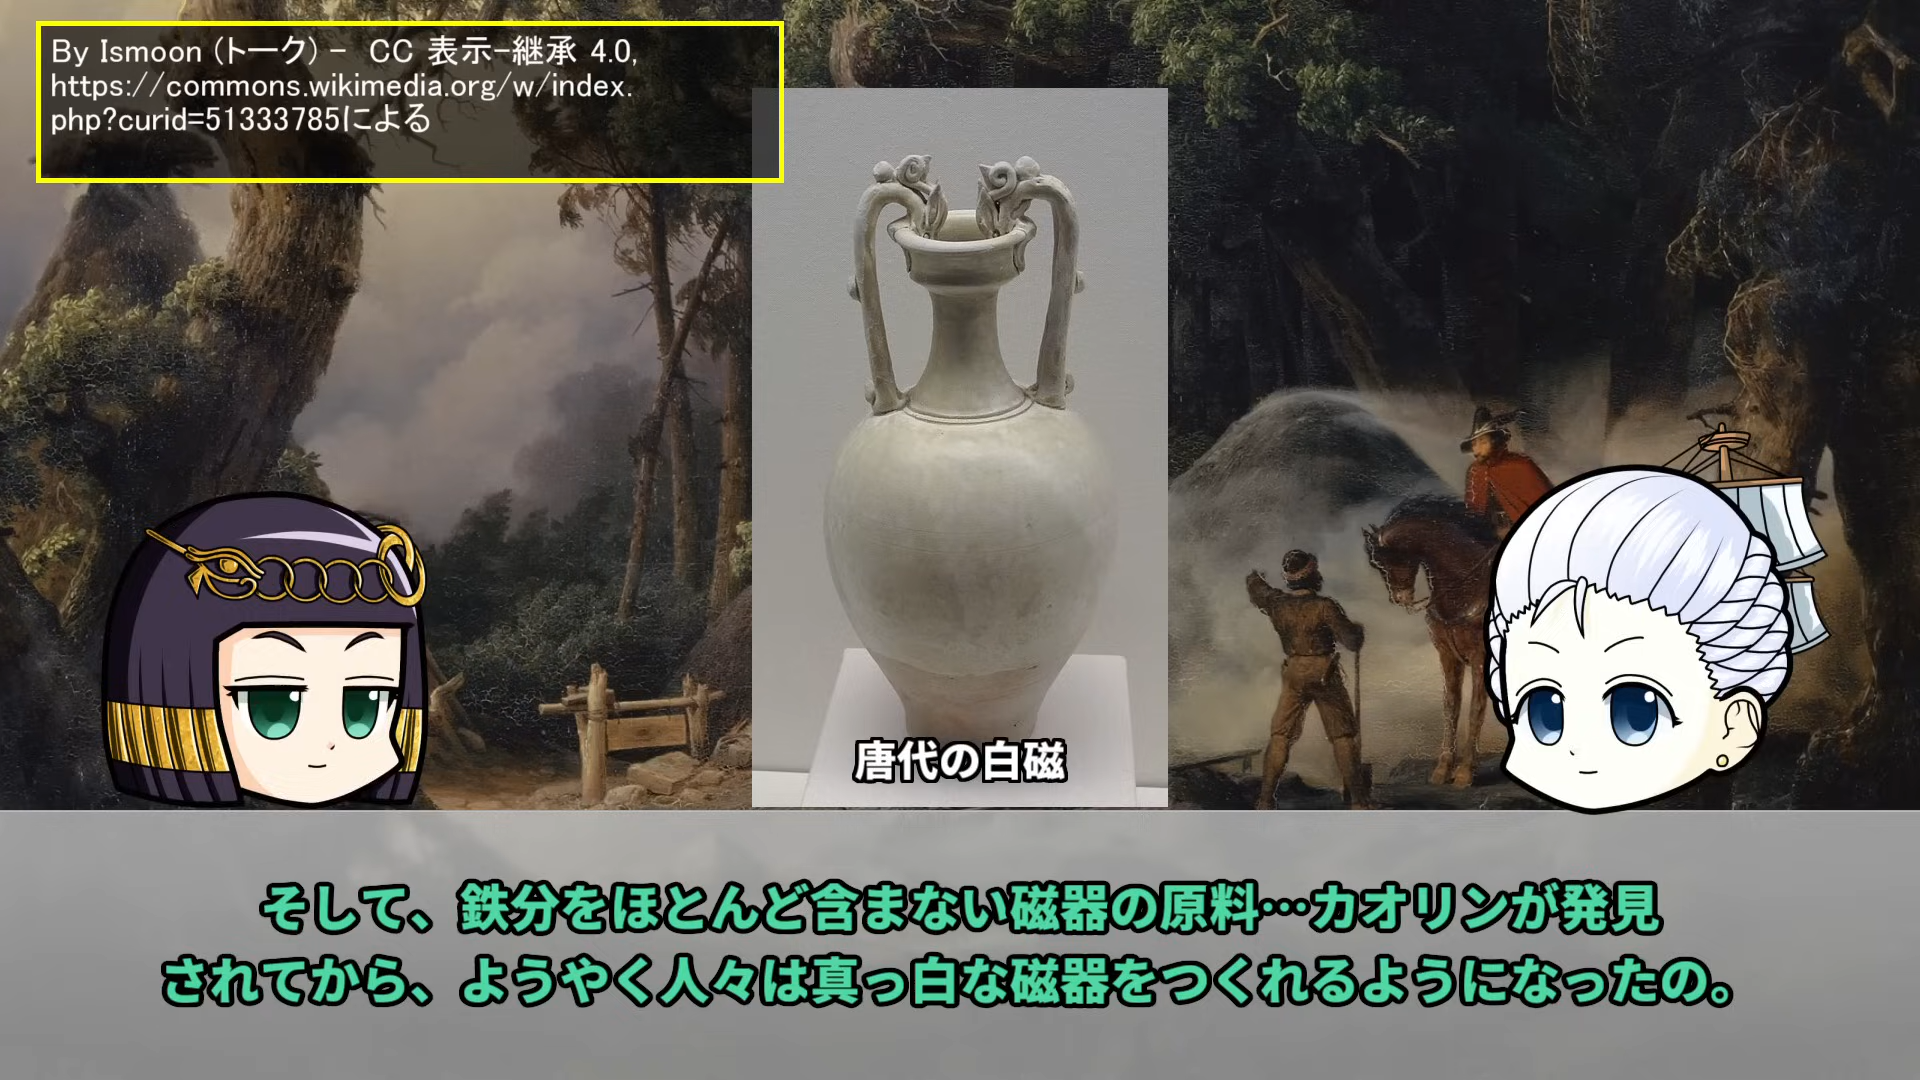 By Ismoon (トーク) - CC 表示-継承 4.0,
https://commons.wikimedia.org/w/index.
php?curid=51333785による
唐代の白磁
そして、鉄分をほとんど含まない磁器の原料…カオリンが発見
されてから、ようやく人々は真っ白な磁器をつくれるようになったの。